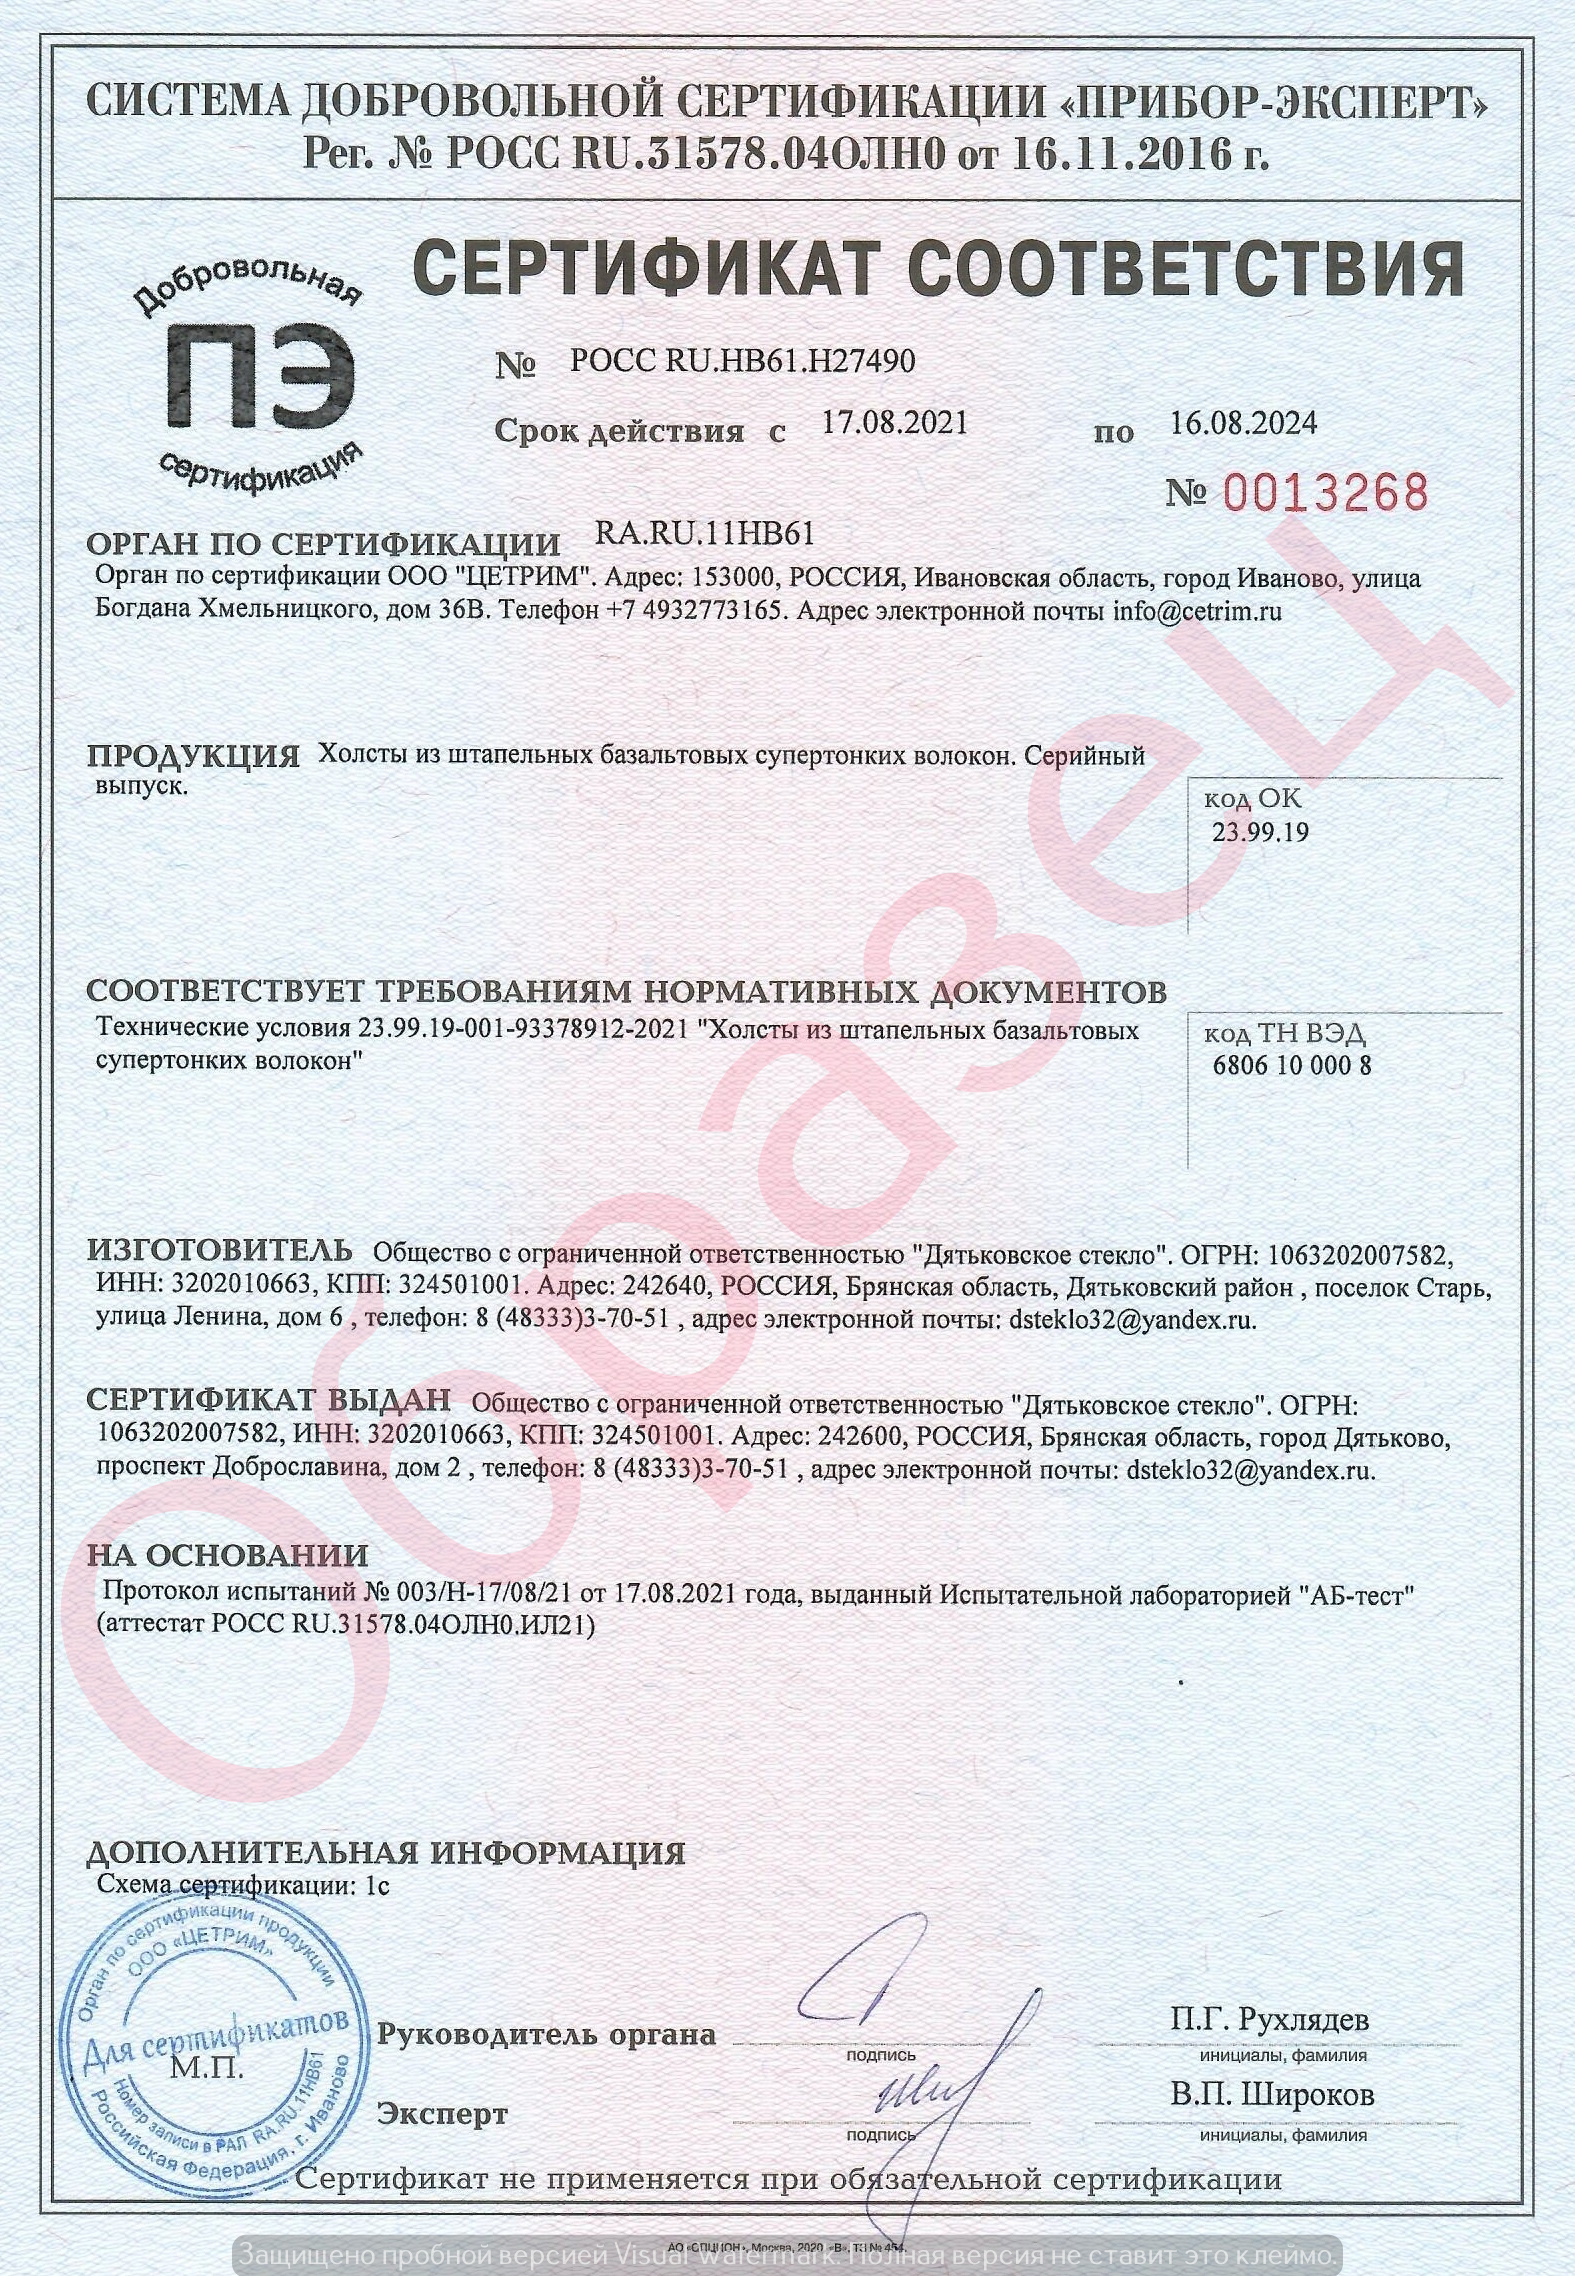 СИСТЕМА ДОБРОВОЛЬНОЙ СЕРТИФИКАЦИИ «ПРИБОР-ЭКСПЕРТ»
Рег. № РОСС RU.31578.04ОЛН0 от 16.11.2016 г.
Добровольная
ПЭ
сертификация
СЕРТИФИКАТ СООТВЕТСТВИЯ
№ РОСС RU.НВ61.Н27490
Срок действия с 17.08.2021 по 16.08.2024
№ 0013268
ОРГАН ПО СЕРТИФИКАЦИИ RA.RU.11НВ61
Орган по сертификации ООО "ЦЕТРИМ". Адрес: 153000, РОССИЯ, Ивановская область, город Иваново, улица
Богдана Хмельницкого, дом 36В. Телефон +7 4932773165. Адрес электронной почты info@cetrim.ru
ПРОДУКЦИЯ Холсты из штапельных базальтовых супертонких волокон. Серийный
выпуск.
код ОК
23.99.19
СООТВЕТСТВУЕТ ТРЕБОВАНИЯМ НОРМАТИВНЫХ ДОКУМЕНТОВ
Технические условия 23.99.19-001-93378912-2021 "Холсты из штапельных базальтовых
супертонких волокон"
код ТН ВЭД
6806 10 000 8
ИЗГОТОВИТЕЛЬ Общество с ограниченной ответственностью "Дятьковское стекло". ОГРН: 1063202007582,
ИНН: 3202010663, КПП: 324501001. Адрес: 242640, РОССИЯ, Брянская область, Дятьковский район , поселок Старь,
улица Ленина, дом 6 , телефон: 8 (48333)3-70-51 , адрес электронной почты: dsteklo32@yandex.ru.
СЕРТИФИКАТ ВЫДАН Общество с ограниченной ответственностью "Дятьковское стекло". ОГРН:
1063202007582, ИНН: 3202010663, КПП: 324501001. Адрес: 242600, РОССИЯ, Брянская область, город Дятьково,
проспект Доброславина, дом 2 , телефон: 8 (48333)3-70-51 , адрес электронной почты: dsteklo32@yandex.ru.
НА ОСНОВАНИИ
Протокол испытаний № 003/Н-17/08/21 от 17.08.2021 года, выданный Испытательной лабораторией "АБ-тест"
(аттестат РОСС RU.31578.04ОЛН0.ИЛ21)
ДОПОЛНИТЕЛЬНАЯ ИНФОРМАЦИЯ
Схема сертификации: 1с
Орган по сертификации продукции
ООО «ЦЕТРИМ»
Для сертификатов
М.П.
Номер записи в РАЛ RA.RU.11НВ61
Российская Федерация, г. Иваново
Руководитель органа
подпись
П.Г. Рухлядев
инициалы, фамилия
Эксперт
подпись
В.П. Широков
инициалы, фамилия
Сертификат не применяется при обязательной сертификации
АО «ОПЦИОН», Москва, 2020 «В», ТЗ № 454.
Защищено пробной версией Visual Watermark. Полная версия не ставит это клеймо.
Образец